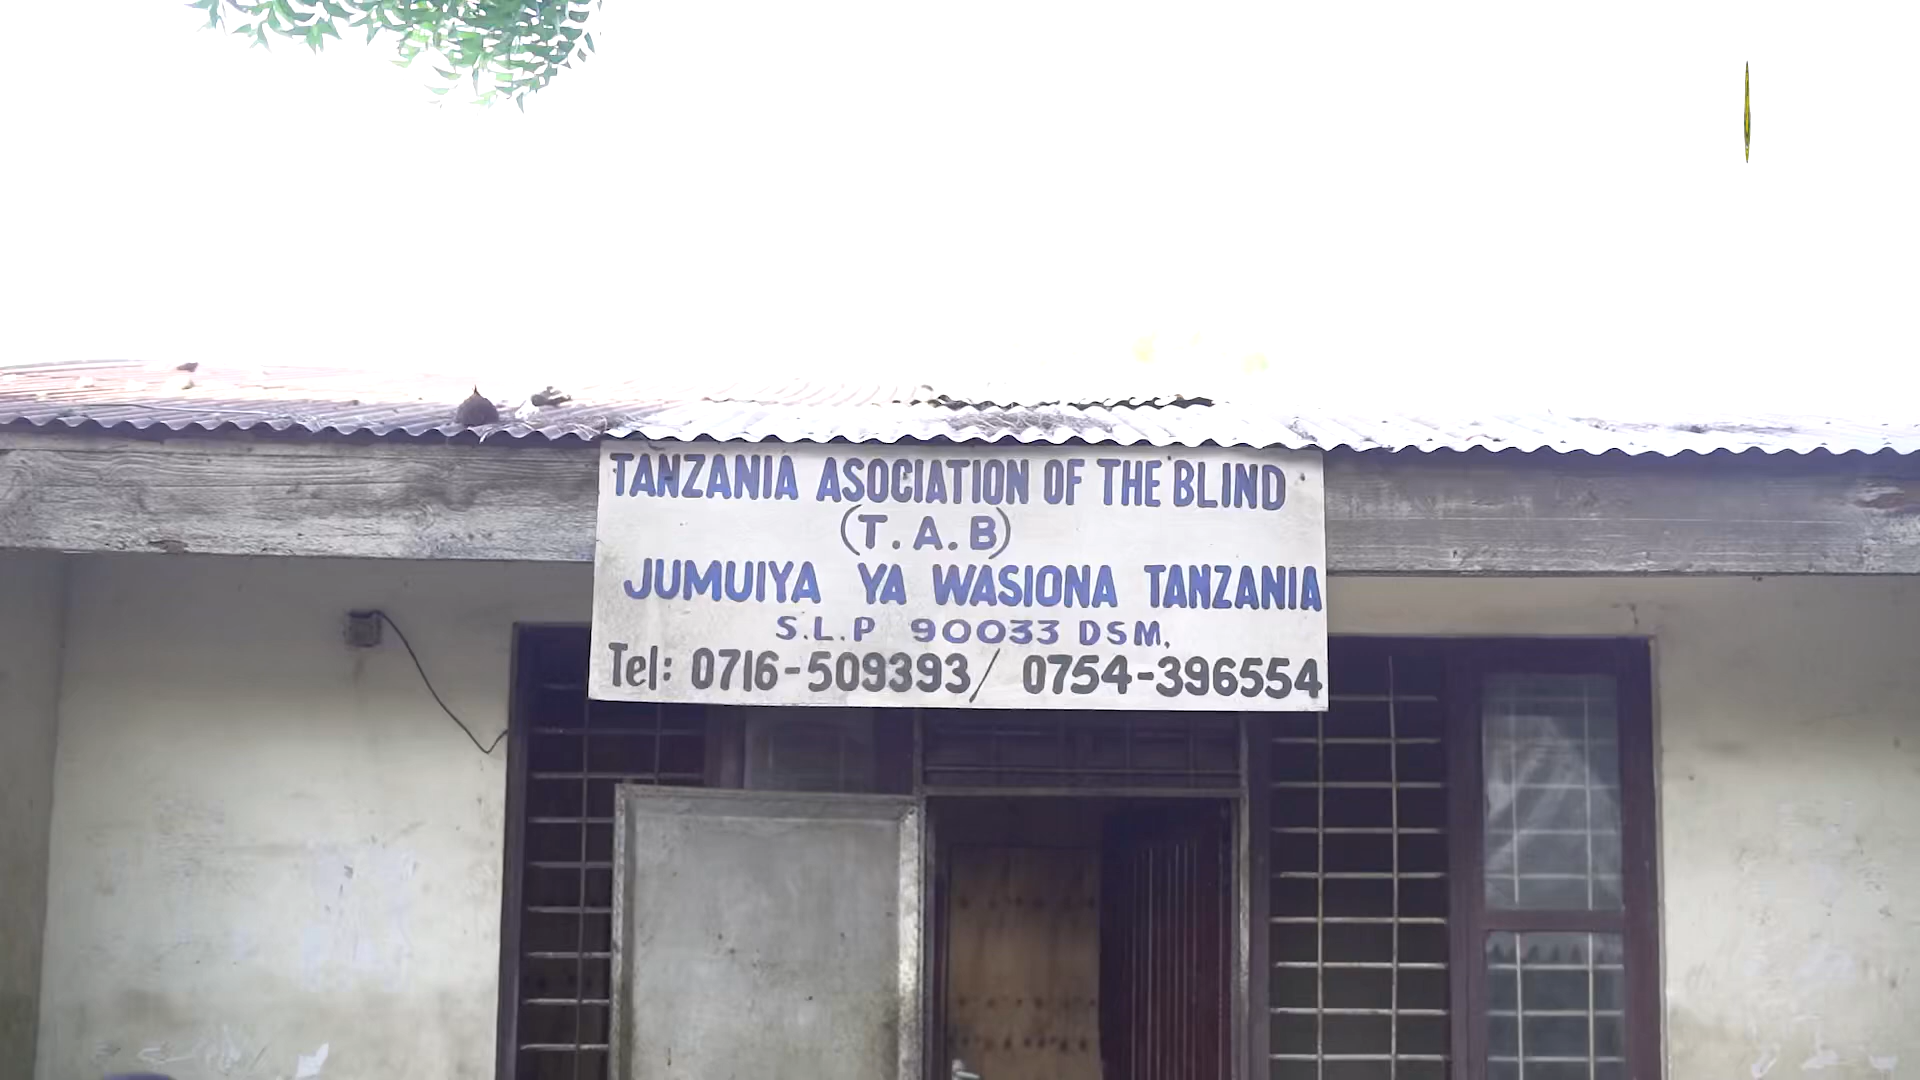 TANZANIA ASOCIATION OF THE BLIND
(T.A.B)
JUMUIYA YA WASIONA TANZANIA
S.L.P 90033 DSM,
Tel: 0716-509393/ 0754-396554